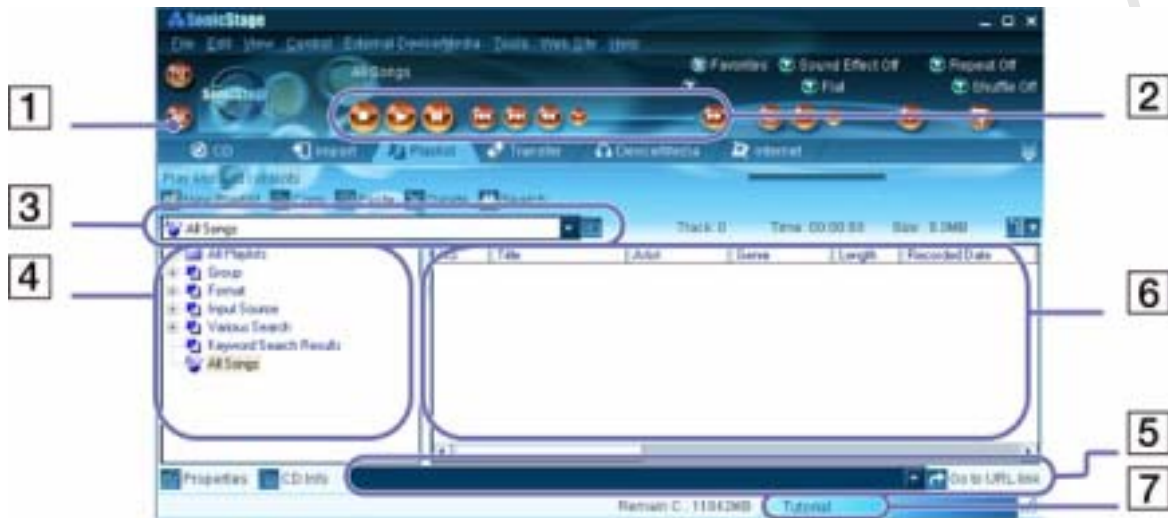 SonicStage
File Edit View Control External Device/Media Tools Web Site Help
All Songs
Favorites Sound Effect Off Repeat Off
Flat Shuffle Off
1
2
CD Import Playlist Transfer Device/Media Internet
3
All Songs
Track: 0 Time: 00:00:00 Size: 0.0MB
4
All Playlists
Group
Format
Input Source
Various Search
Keyword Search Results
All Songs
Title Artist Genre Length Recorded Date
6
5
Properties CD Info Go to URL link
7
Remain C: 11842MB Tutorial